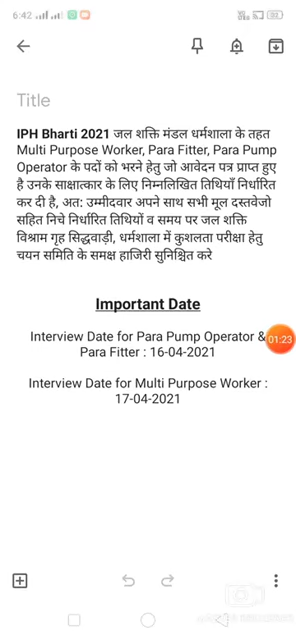 6:42
Title
IPH Bharti 2021 जल शक्ति मंडल धर्मशाला के तहत
Multi Purpose Worker, Para Fitter, Para Pump
Operator के पदों को भरने हेतु जो आवेदन पत्र प्राप्त हुए
है उनके साक्षात्कार के लिए निम्नलिखित तिथियाँ निर्धारित
कर दी है, अत: उम्मीदवार अपने साथ सभी मूल दस्तवेजो
सहित निचे निर्धारित तिथियों व समय पर जल शक्ति
विश्राम गृह सिद्धवाड़ी, धर्मशाला में कुशलता परीक्षा हेतु
चयन समिति के समक्ष हाजिरी सुनिश्चित करे
Important Date
Interview Date for Para Pump Operator &
01:23
Para Fitter : 16-04-2021
Interview Date for Multi Purpose Worker :
17-04-2021